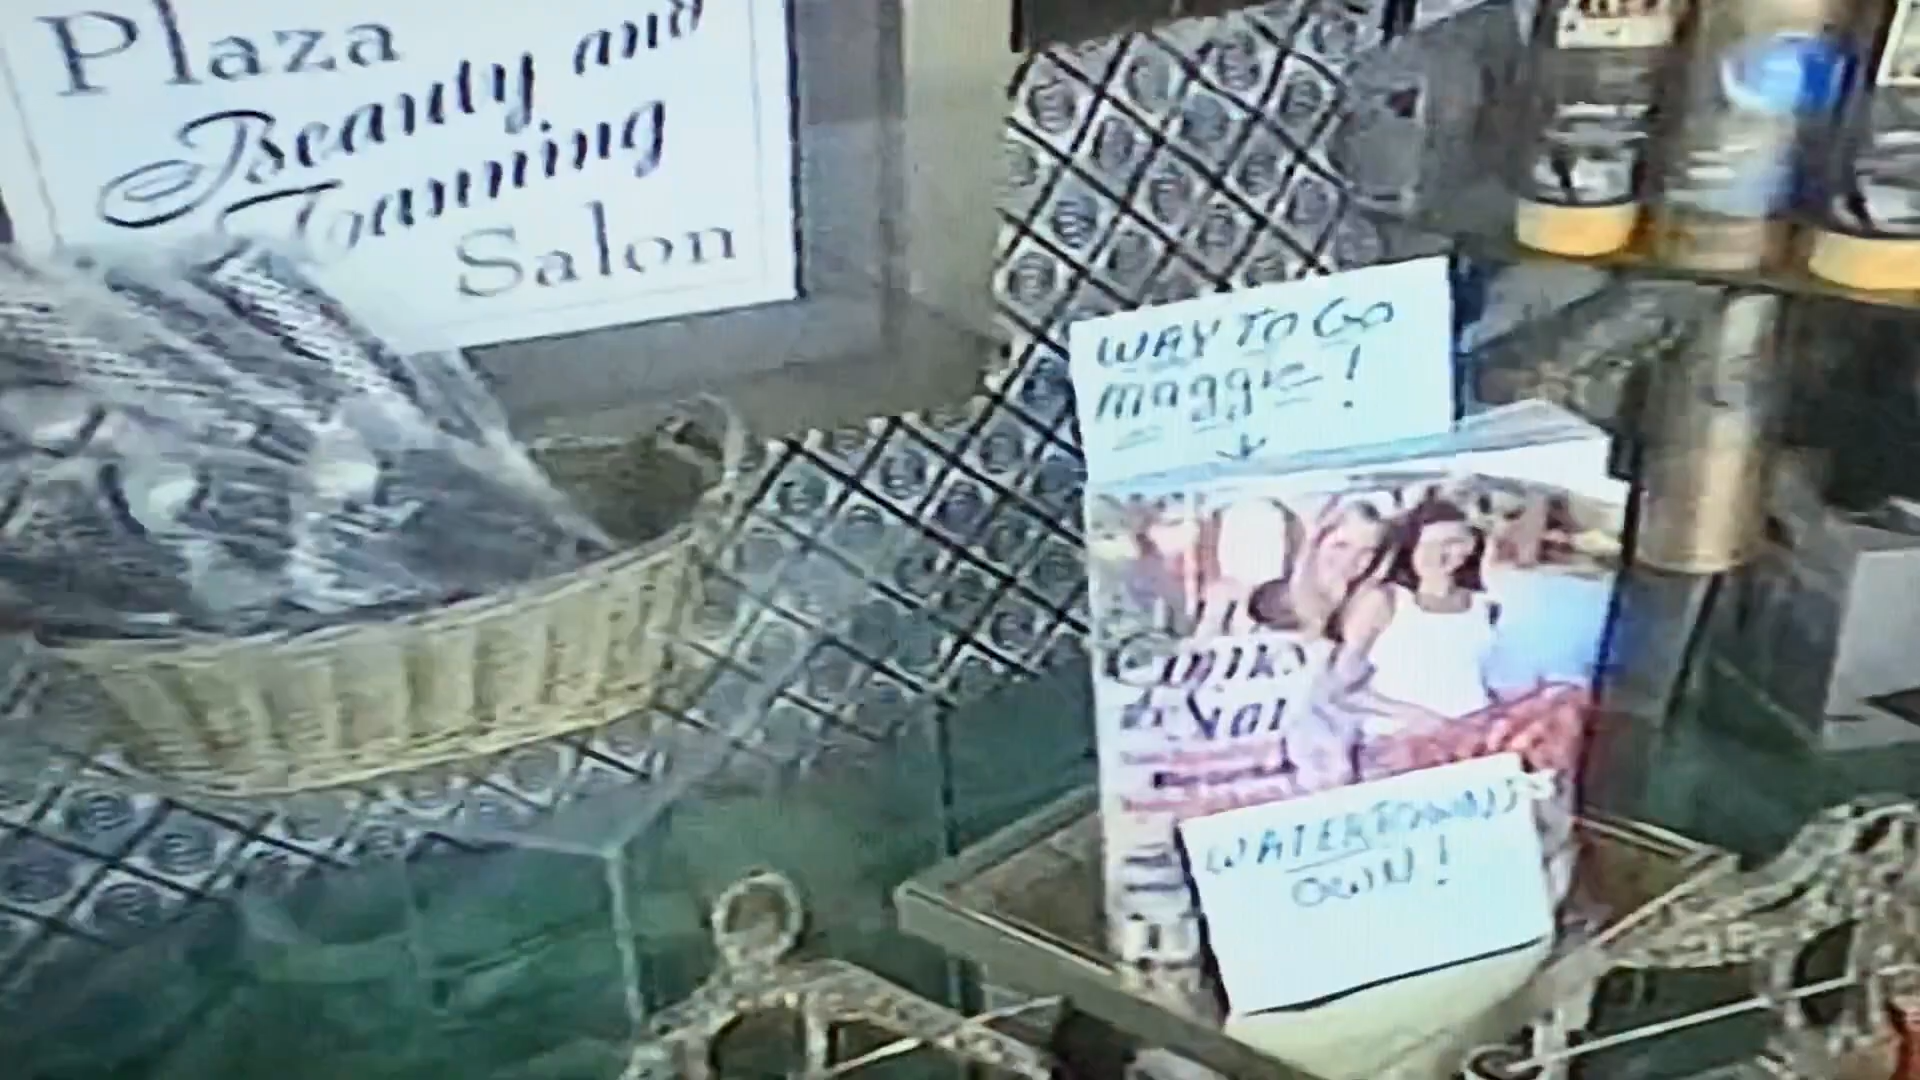 Plaza
Beauty and
Tanning
Salon
WAY TO GO
maggie!
WATERTOWN'S
OWN!